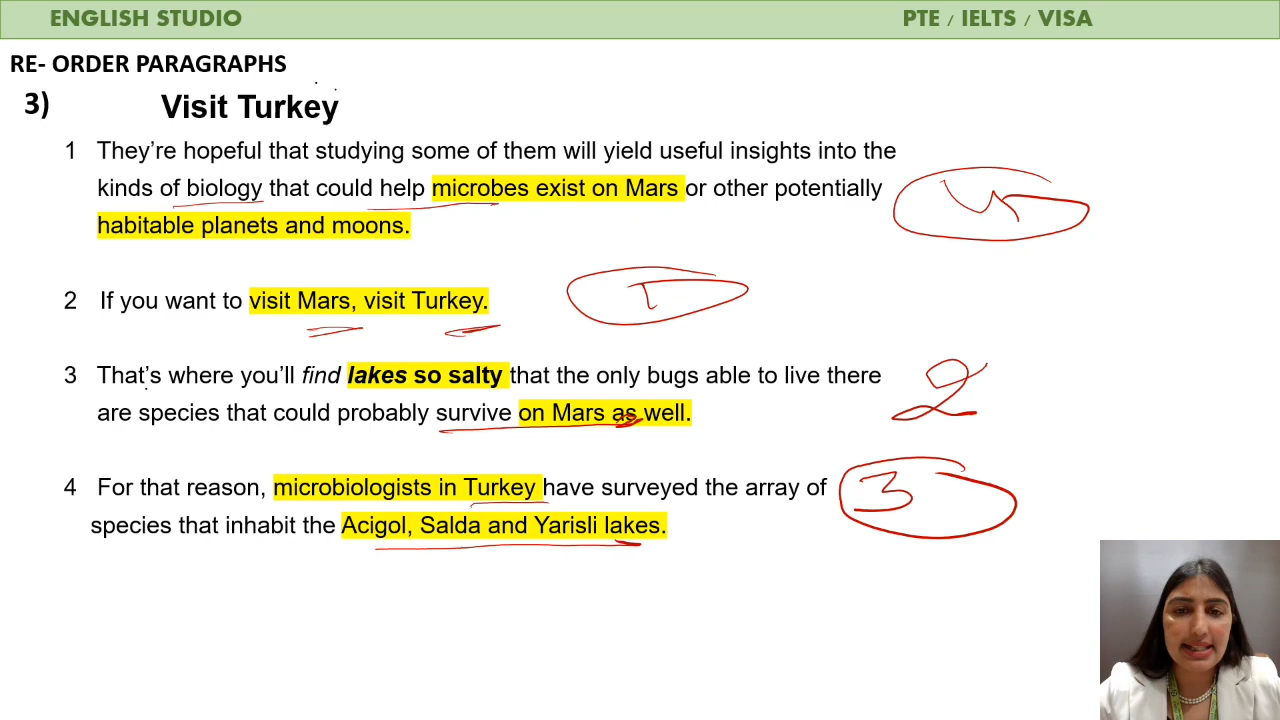 ENGLISH STUDIO
PTE / IELTS / VISA
RE- ORDER PARAGRAPHS
3) Visit Turkey
1 They're hopeful that studying some of them will yield useful insights into the
kinds of biology that could help microbes exist on Mars or other potentially
habitable planets and moons.
4
2 If you want to visit Mars, visit Turkey.
1
3 That's where you'll find lakes so salty that the only bugs able to live there
are species that could probably survive on Mars as well.
2
4 For that reason, microbiologists in Turkey have surveyed the array of
species that inhabit the Acigol, Salda and Yarisli lakes.
3